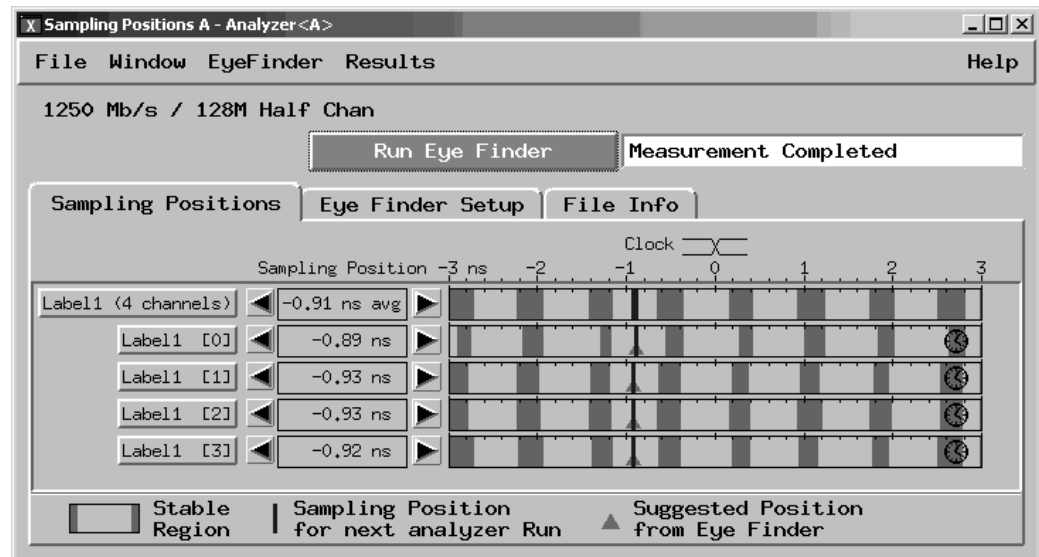 X Sampling Positions A - Analyzer<A>
File Window EyeFinder Results Help
1250 Mb/s / 128M Half Chan
Run Eye Finder Measurement Completed
Sampling Positions Eye Finder Setup File Info
Clock
Sampling Position -3 ns -2 -1 0 1 2 3
Label1 (4 channels) -0.91 ns avg
Label1 [0] -0.89 ns
Label1 [1] -0.93 ns
Label1 [2] -0.93 ns
Label1 [3] -0.92 ns
Stable Region
Sampling Position for next analyzer Run
Suggested Position from Eye Finder